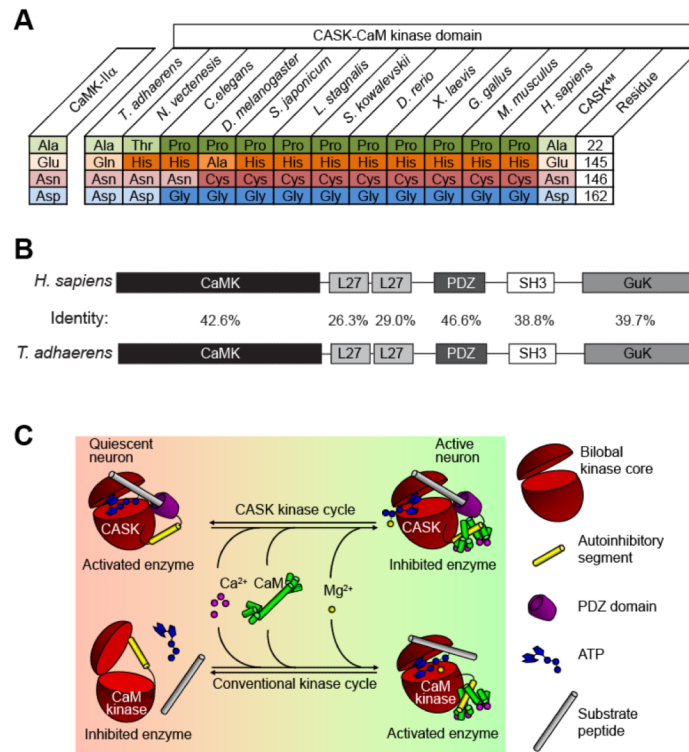 A
CASK-CaM kinase domain
CaMK-IIα T. adhaerens N. vectenesis C.elegans D. melanogaster S. japonicum L. stagnalis S. kowalevskii D. rerio X. laevis G. gallus M. musculus H. sapiens CASK⁴ᴹ Residue
Ala Ala Thr Pro Pro Pro Pro Pro Pro Pro Pro Pro Pro Ala 22
Glu Gln His His Ala His His His His His His His His Glu 145
Asn Asn Asn Asn Cys Cys Cys Cys Cys Cys Cys Cys Cys Asn 146
Asp Asp Asp Gly Gly Gly Gly Gly Gly Gly Gly Gly Gly Asp 162
B
H. sapiens CaMK L27 L27 PDZ SH3 GuK
Identity: 42.6% 26.3% 29.0% 46.6% 38.8% 39.7%
T. adhaerens CaMK L27 L27 PDZ SH3 GuK
C
Quiescent
neuron
Active
neuron
CASK kinase cycle
CASK
CASK
Activated enzyme
Inhibited enzyme
Ca²⁺ CaM Mg²⁺
CaM
kinase
Conventional kinase cycle
CaM
kinase
Inhibited enzyme
Activated enzyme
Bilobal
kinase core
Autoinhibitory
segment
PDZ domain
ATP
Substrate
peptide